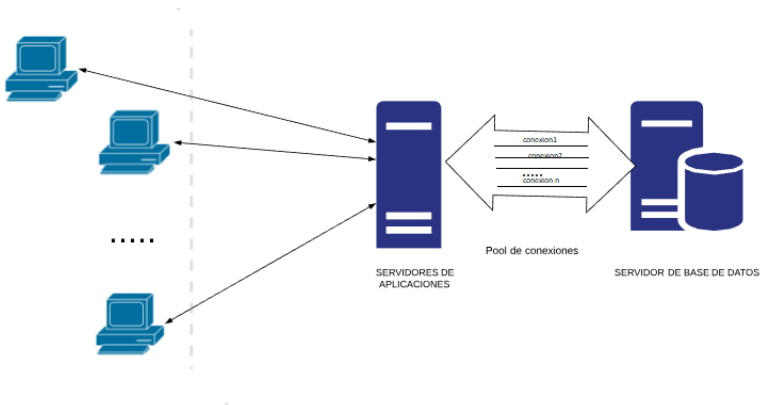 conexion1
conexion2
.....
conexion n
.....
Pool de conexiones
SERVIDORES DE
APLICACIONES
SERVIDOR DE BASE DE DATOS